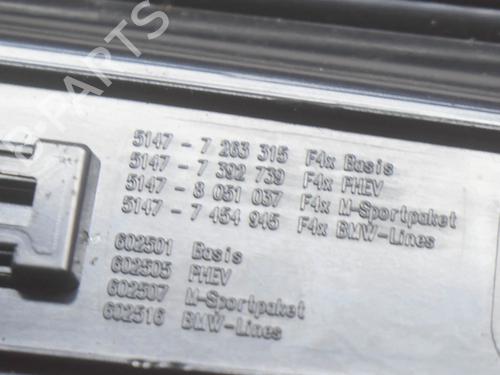 5147 - 7 263 315 F4x Basis
5147 - 7 392 739 F4x PHEV
5147 - 8 051 037 F4x M-Sportpaket
5147 - 7 454 945 F4x BMW-Lines
602501 Basis
602505 PHEV
602507 M-Sportpaket
602516 BMW-Lines
PARTS